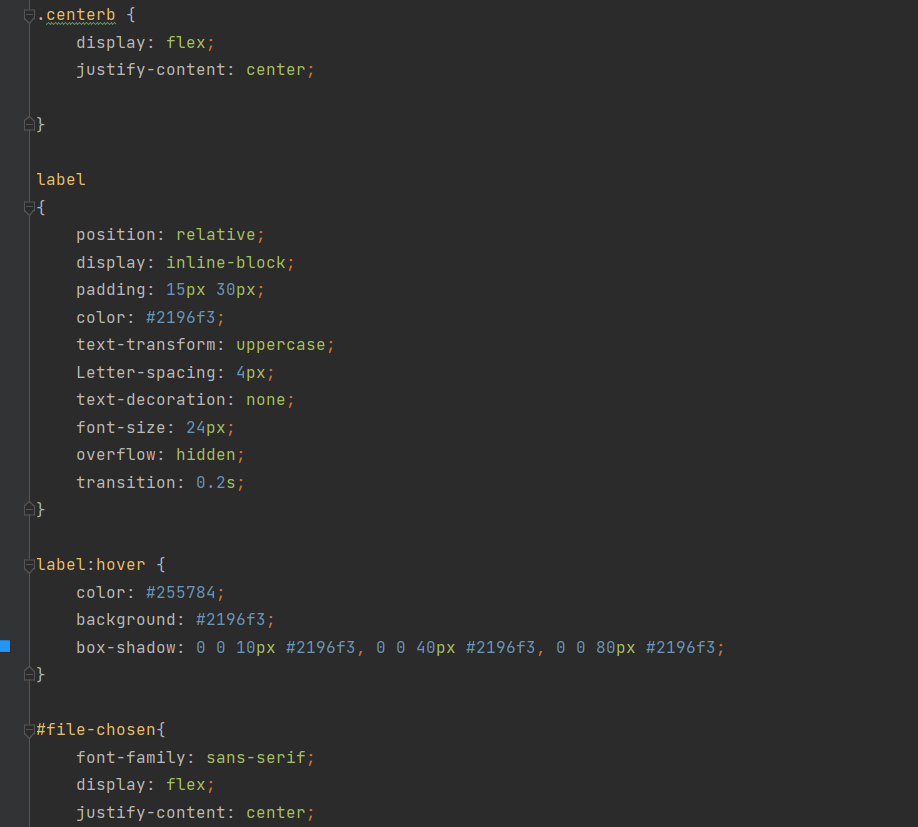 .centerb {
    display: flex;
    justify-content: center;

}

label
{
    position: relative;
    display: inline-block;
    padding: 15px 30px;
    color: #2196f3;
    text-transform: uppercase;
    Letter-spacing: 4px;
    text-decoration: none;
    font-size: 24px;
    overflow: hidden;
    transition: 0.2s;
}

label:hover {
    color: #255784;
    background: #2196f3;
    box-shadow: 0 0 10px #2196f3, 0 0 40px #2196f3, 0 0 80px #2196f3;
}

#file-chosen{
    font-family: sans-serif;
    display: flex;
    justify-content: center;